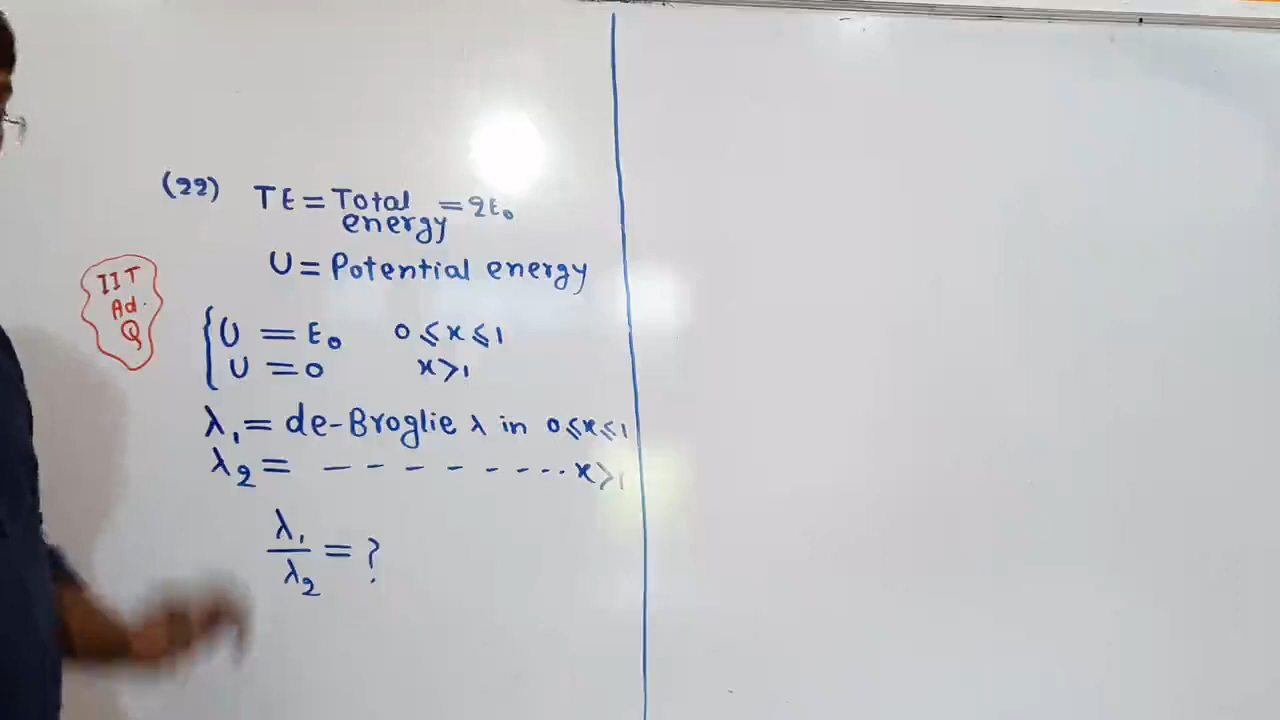 (22) TE = Total energy = 2E₀
U = Potential energy
IIT
Ad.
Q
{ U = E₀ 0 ≤ x ≤ 1
U = 0 x > 1
λ₁ = de-Broglie λ in 0 ≤ x ≤ 1
λ₂ = - - - - - - - - - x > 1
λ₁
/ λ₂ = ?